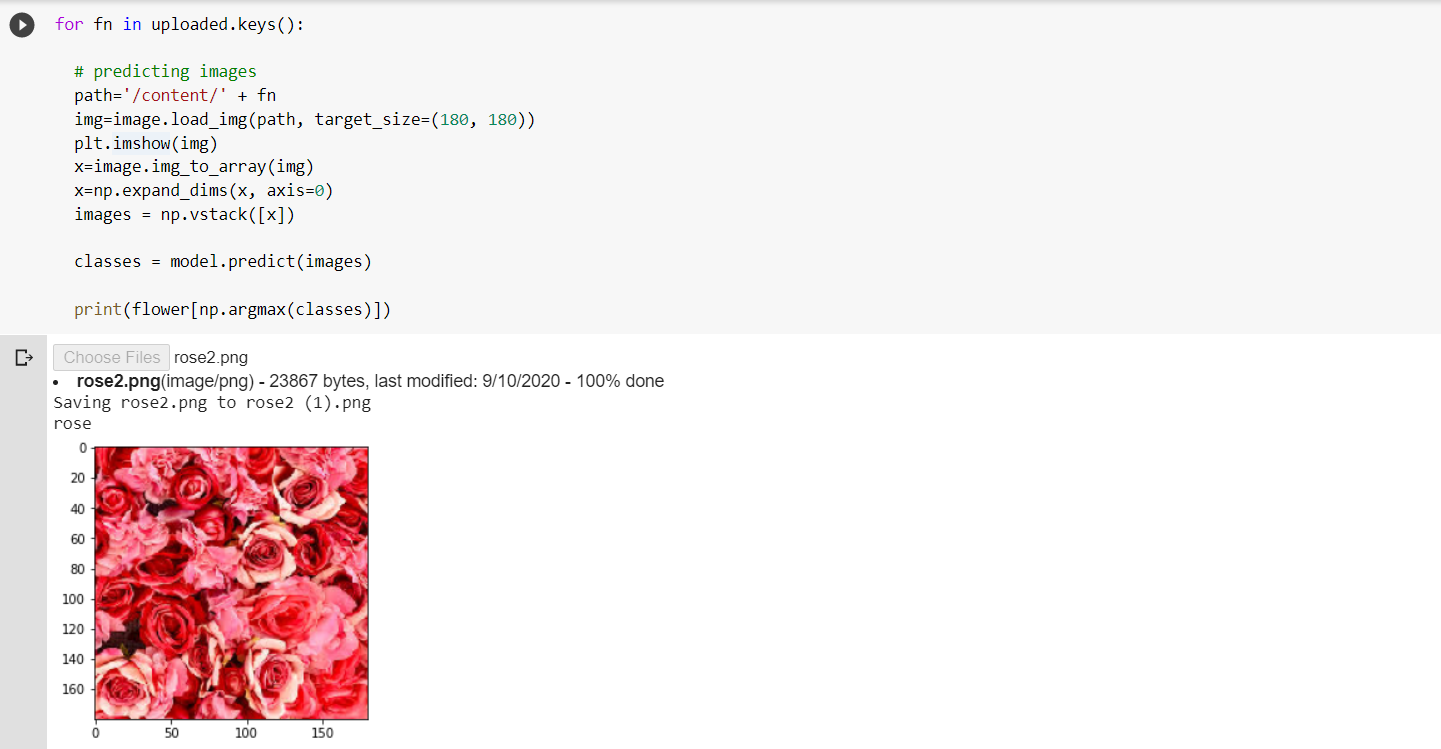 for fn in uploaded.keys():
# predicting images
path='/content/' + fn
img=image.load_img(path, target_size=(180, 180))
plt.imshow(img)
x=image.img_to_array(img)
x=np.expand_dims(x, axis=0)
images = np.vstack([x])
classes = model.predict(images)
print(flower[np.argmax(classes)])
Choose Files rose2.png
• rose2.png(image/png) - 23867 bytes, last modified: 9/10/2020 - 100% done
Saving rose2.png to rose2 (1).png
rose
0
20
40
60
80
100
120
140
160
0 50 100 150